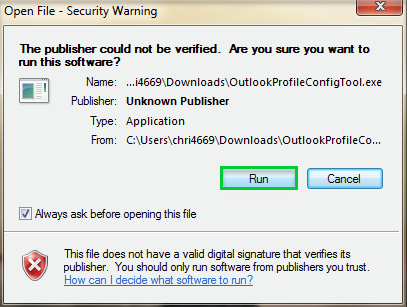 Open File - Security Warning
The publisher could not be verified. Are you sure you want to
run this software?
Name: ...i4669\Downloads\OutlookProfileConfigTool.exe
Publisher: Unknown Publisher
Type: Application
From: C:\Users\chri4669\Downloads\OutlookProfileCo...
Run Cancel
Always ask before opening this file
This file does not have a valid digital signature that verifies its
publisher. You should only run software from publishers you trust.
How can I decide what software to run?